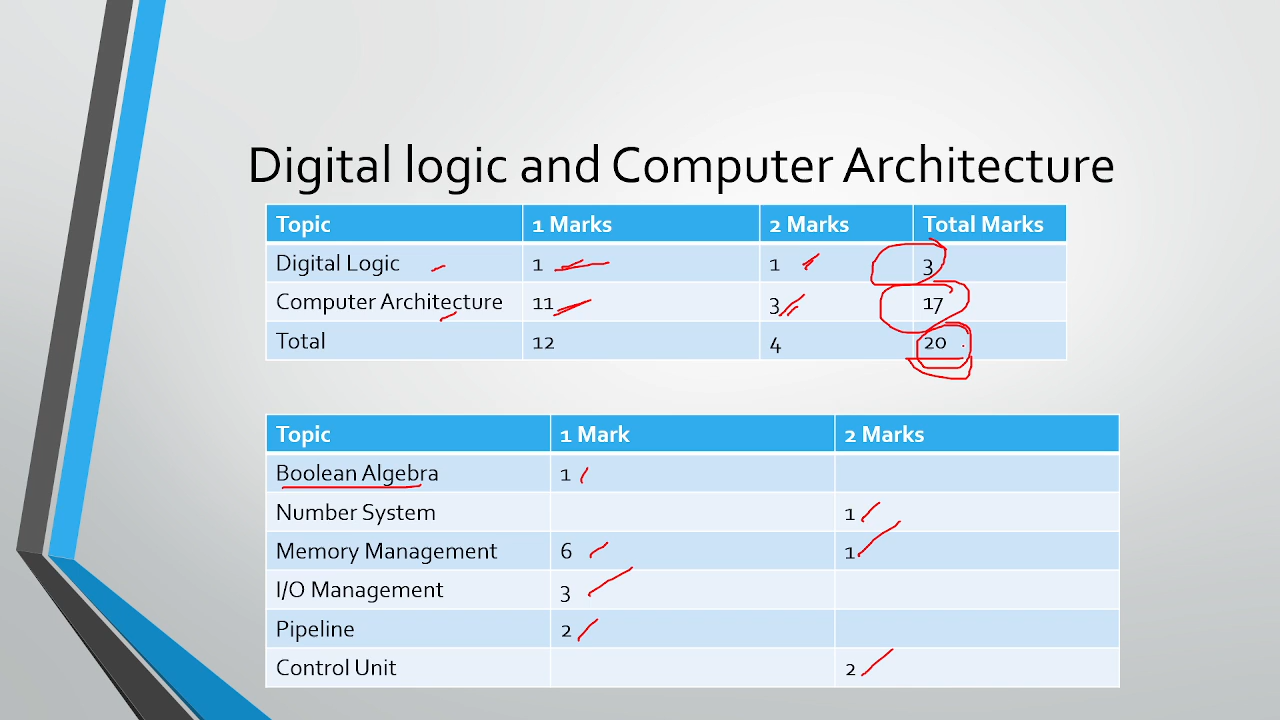 Digital logic and Computer Architecture
Topic 1 Marks 2 Marks Total Marks
Digital Logic 1 1 3
Computer Architecture 11 3 17
Total 12 4 20
Topic 1 Mark 2 Marks
Boolean Algebra 1
Number System 1
Memory Management 6 1
I/O Management 3
Pipeline 2
Control Unit 2